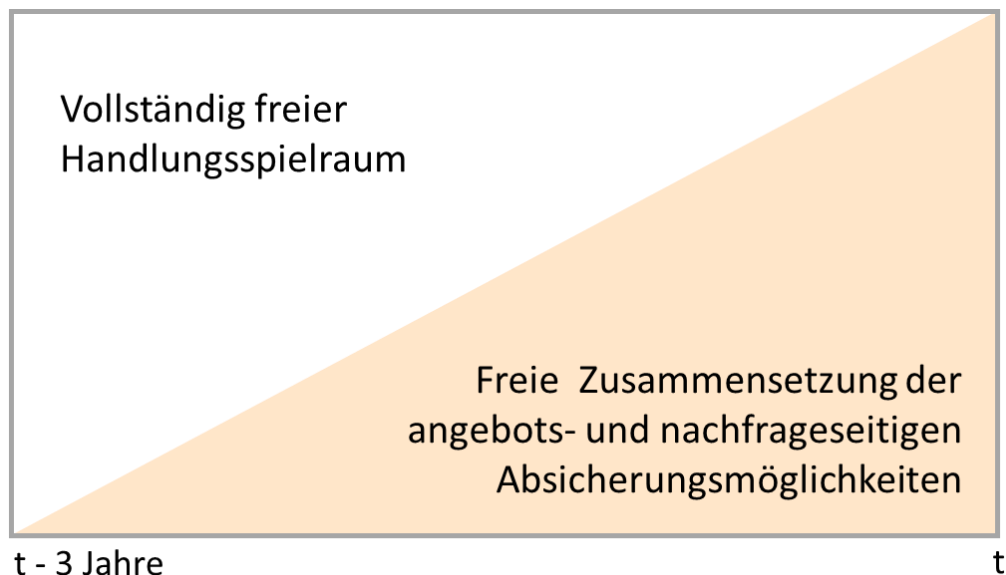 Vollständig freier
Handlungsspielraum
Freie Zusammensetzung der
angebots- und nachfrageseitigen
Absicherungsmöglichkeiten
t - 3 Jahre
t